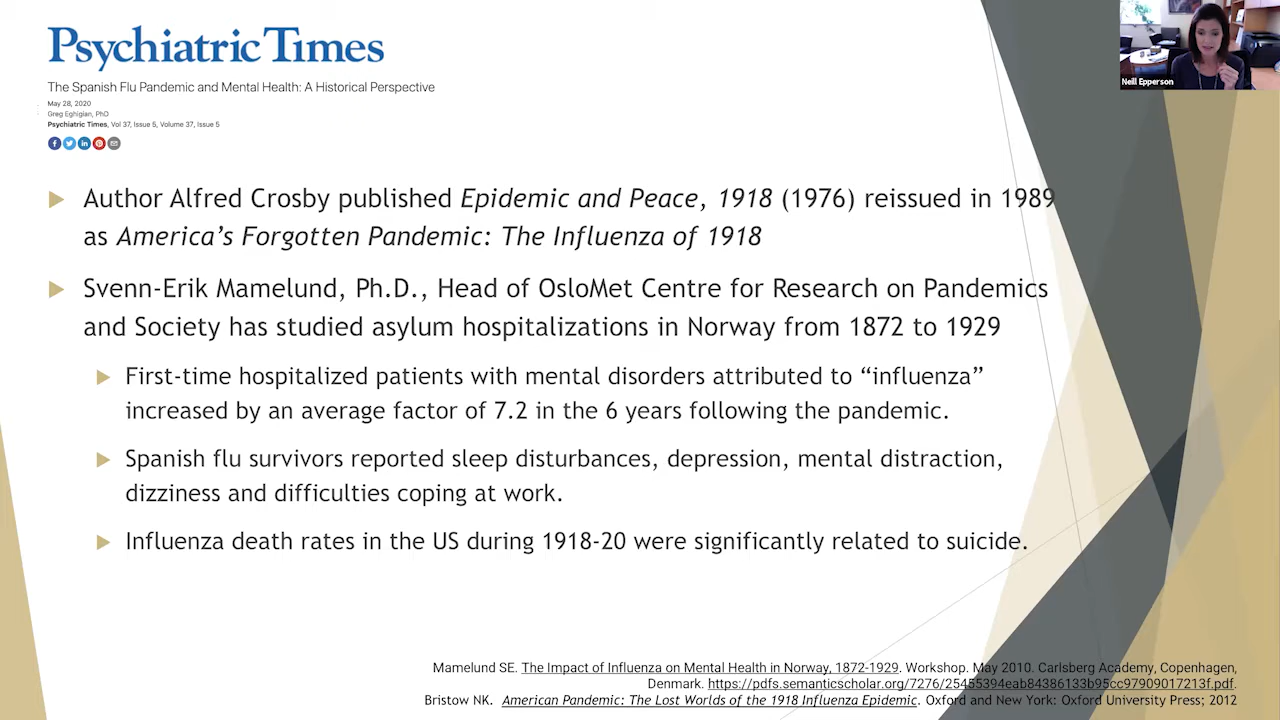 Psychiatric Times
The Spanish Flu Pandemic and Mental Health: A Historical Perspective
May 28, 2020
Greg Eghigian, PhD
Psychiatric Times, Vol 37, Issue 5, Volume 37, Issue 5
Neill Epperson
Author Alfred Crosby published Epidemic and Peace, 1918 (1976) reissued in 1989
as America's Forgotten Pandemic: The Influenza of 1918
Svenn-Erik Mamelund, Ph.D., Head of OsloMet Centre for Research on Pandemics
and Society has studied asylum hospitalizations in Norway from 1872 to 1929
First-time hospitalized patients with mental disorders attributed to “influenza”
increased by an average factor of 7.2 in the 6 years following the pandemic.
Spanish flu survivors reported sleep disturbances, depression, mental distraction,
dizziness and difficulties coping at work.
Influenza death rates in the US during 1918-20 were significantly related to suicide.
Mamelund SE. The Impact of Influenza on Mental Health in Norway, 1872-1929. Workshop. May 2010. Carlsberg Academy, Copenhagen,
Denmark. https://pdfs.semanticscholar.org/7276/25455394eab84386133b95cc97909017213f.pdf.
Bristow NK. American Pandemic: The Lost Worlds of the 1918 Influenza Epidemic. Oxford and New York: Oxford University Press; 2012